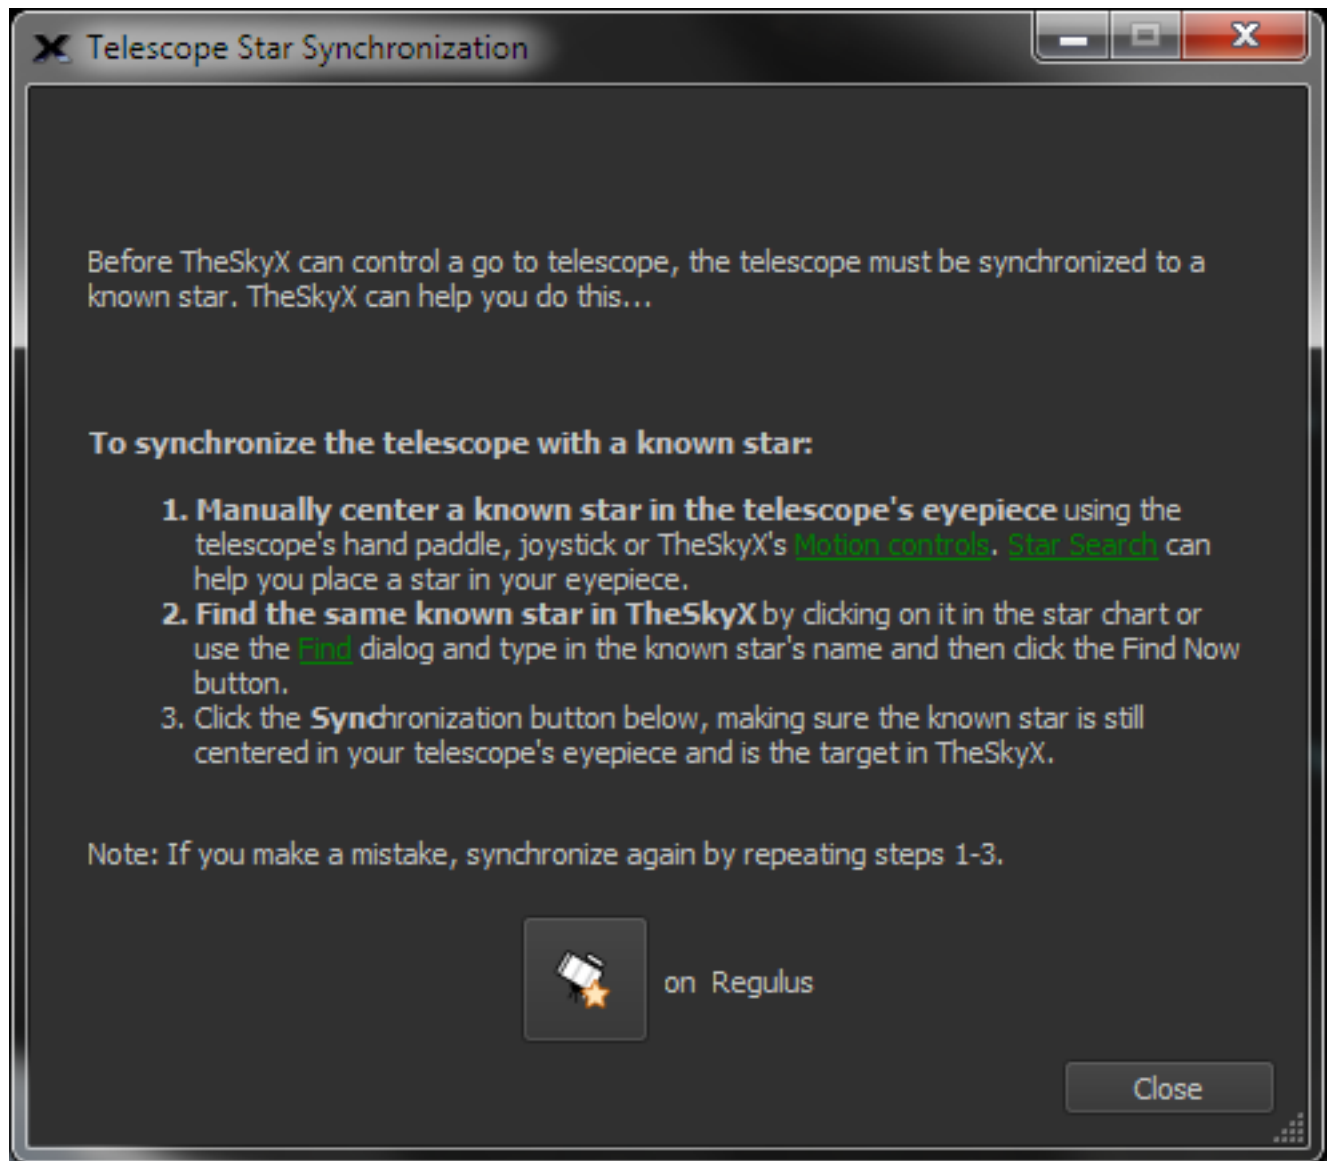 Telescope Star Synchronization
Before TheSkyX can control a go to telescope, the telescope must be synchronized to a
known star. TheSkyX can help you do this...
To synchronize the telescope with a known star:
1. Manually center a known star in the telescope's eyepiece using the
telescope's hand paddle, joystick or TheSkyX's Motion controls. Star Search can
help you place a star in your eyepiece.
2. Find the same known star in TheSkyX by clicking on it in the star chart or
use the Find dialog and type in the known star's name and then click the Find Now
button.
3. Click the Synchronization button below, making sure the known star is still
centered in your telescope's eyepiece and is the target in TheSkyX.
Note: If you make a mistake, synchronize again by repeating steps 1-3.
on Regulus
Close